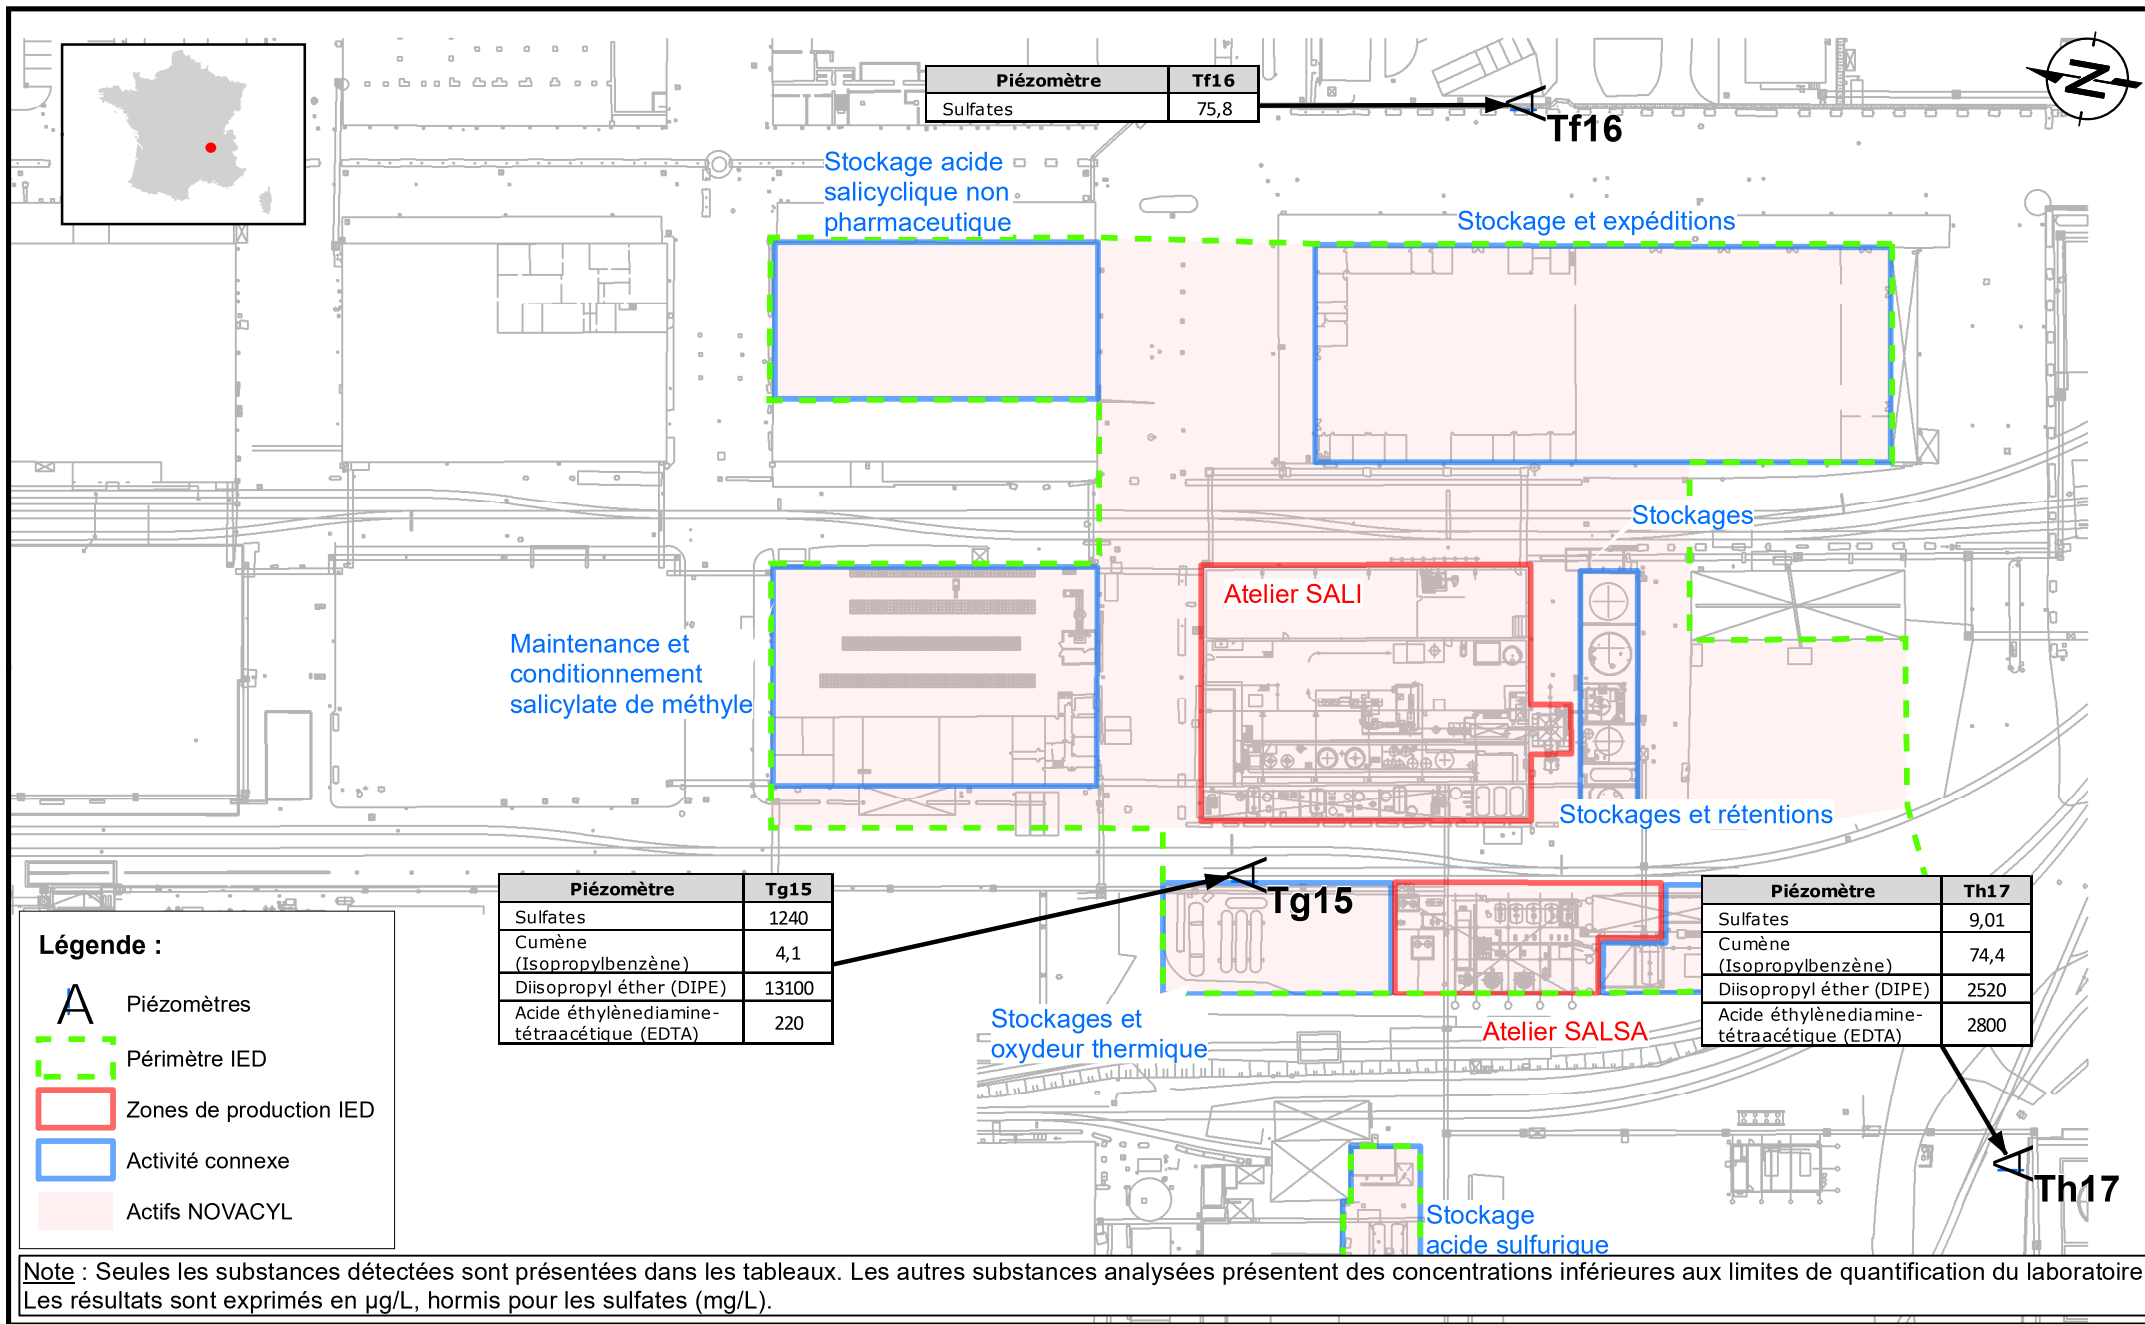 Piézomètre Tf16
Sulfates 75,8
Tf16
N
Stockage acide
salicyclique non
pharmaceutique
Stockage et expéditions
Stockages
Atelier SALI
Maintenance et
conditionnement
salicylate de méthyle
Stockages et rétentions
Piézomètre Tg15
Sulfates 1240
Cumène
(Isopropylbenzène) 4,1
Diisopropyl éther (DIPE) 13100
Acide éthylènediamine-
tétraacétique (EDTA) 220
Tg15
Piézomètre Th17
Sulfates 9,01
Cumène
(Isopropylbenzène) 74,4
Diisopropyl éther (DIPE) 2520
Acide éthylènediamine-
tétraacétique (EDTA) 2800
Stockages et
oxydeur thermique
Atelier SALSA
Th17
Stockage
acide sulfurique
Légende :
Piézomètres
Périmètre IED
Zones de production IED
Activité connexe
Actifs NOVACYL
Note : Seules les substances détectées sont présentées dans les tableaux. Les autres substances analysées présentent des concentrations inférieures aux limites de quantification du laboratoire
Les résultats sont exprimés en µg/L, hormis pour les sulfates (mg/L).